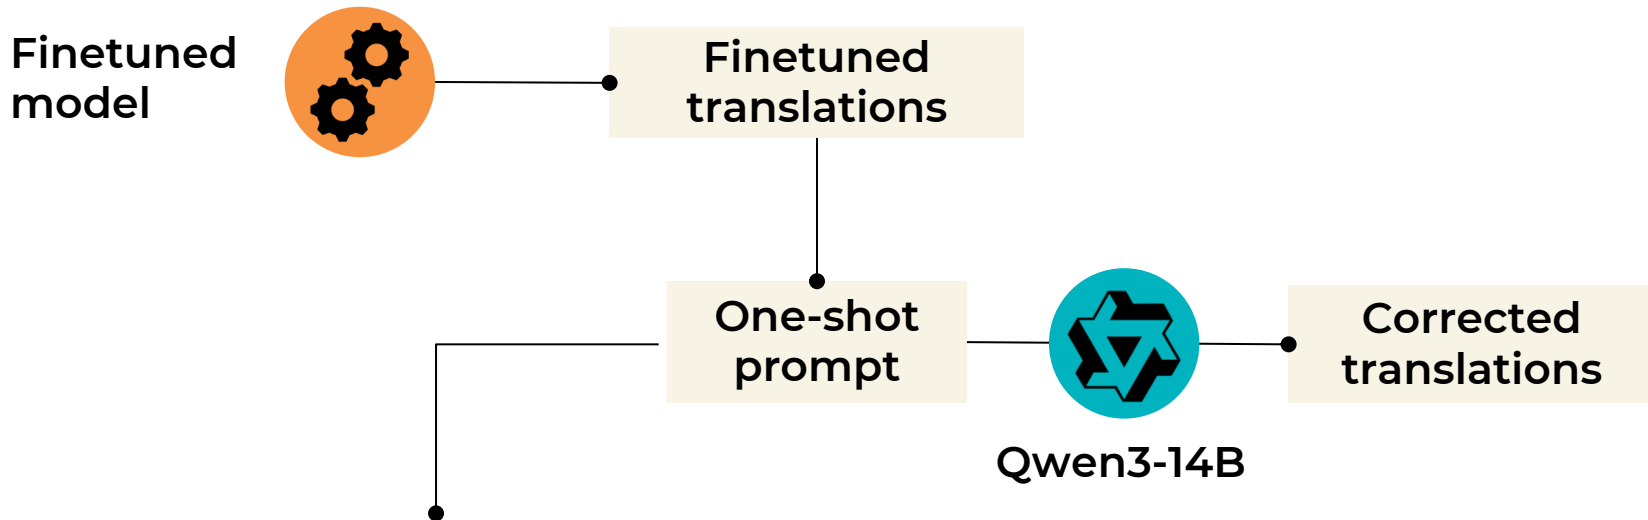 Finetuned
model
Finetuned
translations
One-shot
prompt
Corrected
translations
Qwen3-14B